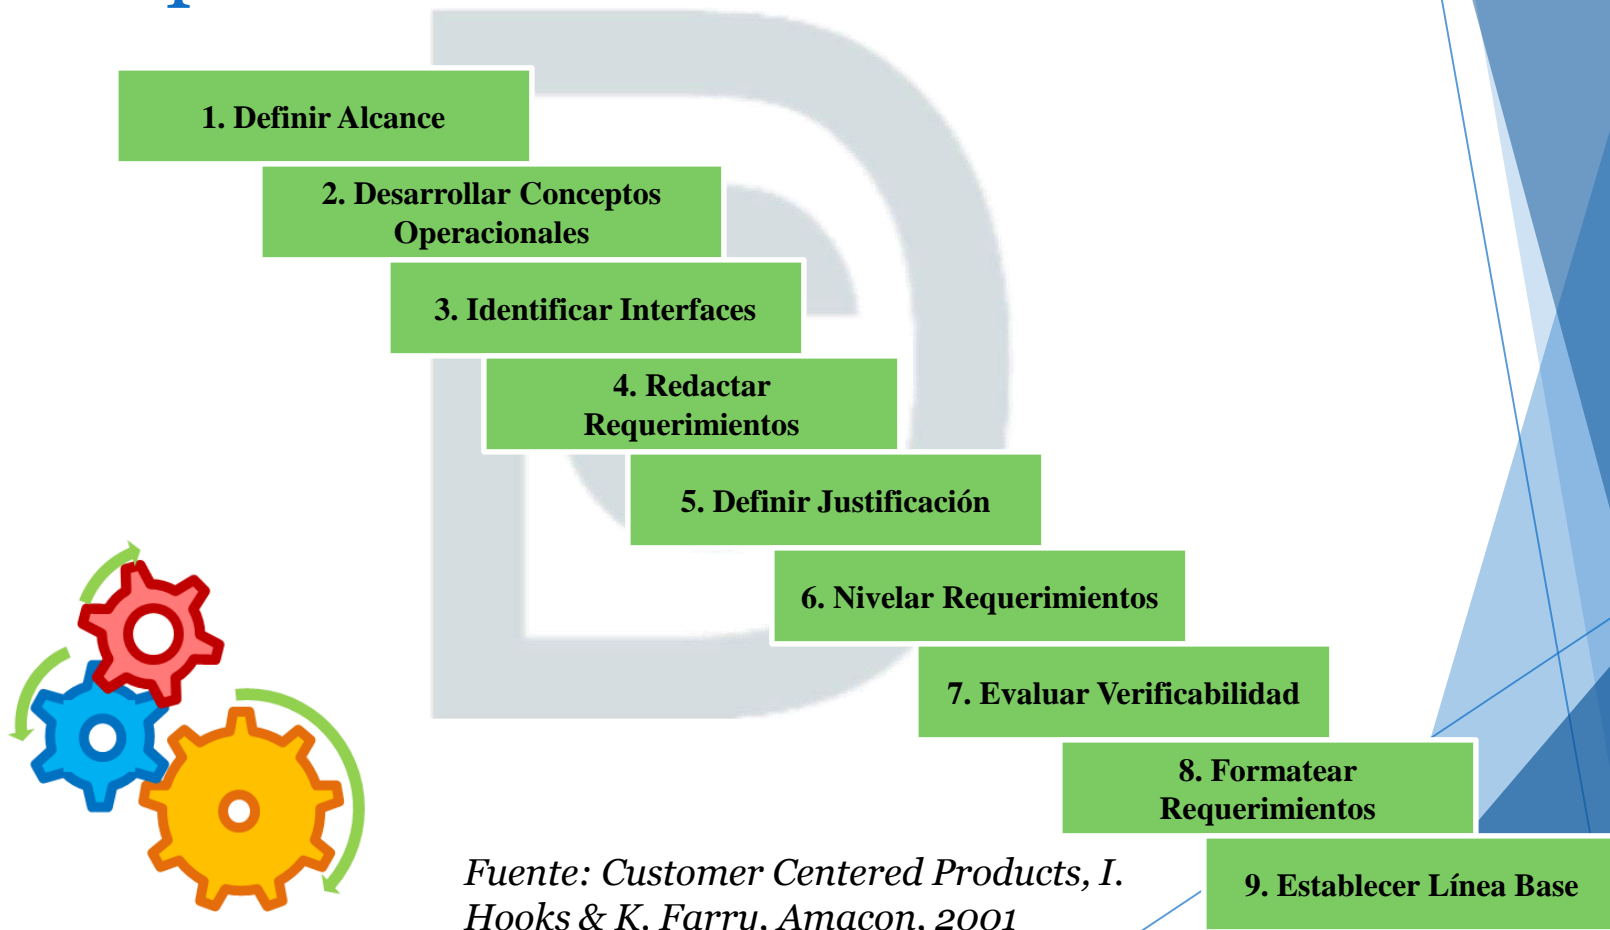 1. Definir Alcance
2. Desarrollar Conceptos
Operacionales
3. Identificar Interfaces
4. Redactar
Requerimientos
5. Definir Justificación
6. Nivelar Requerimientos
7. Evaluar Verificabilidad
8. Formatear
Requerimientos
9. Establecer Línea Base
Fuente: Customer Centered Products, I.
Hooks & K. Farry, Amacon, 2001